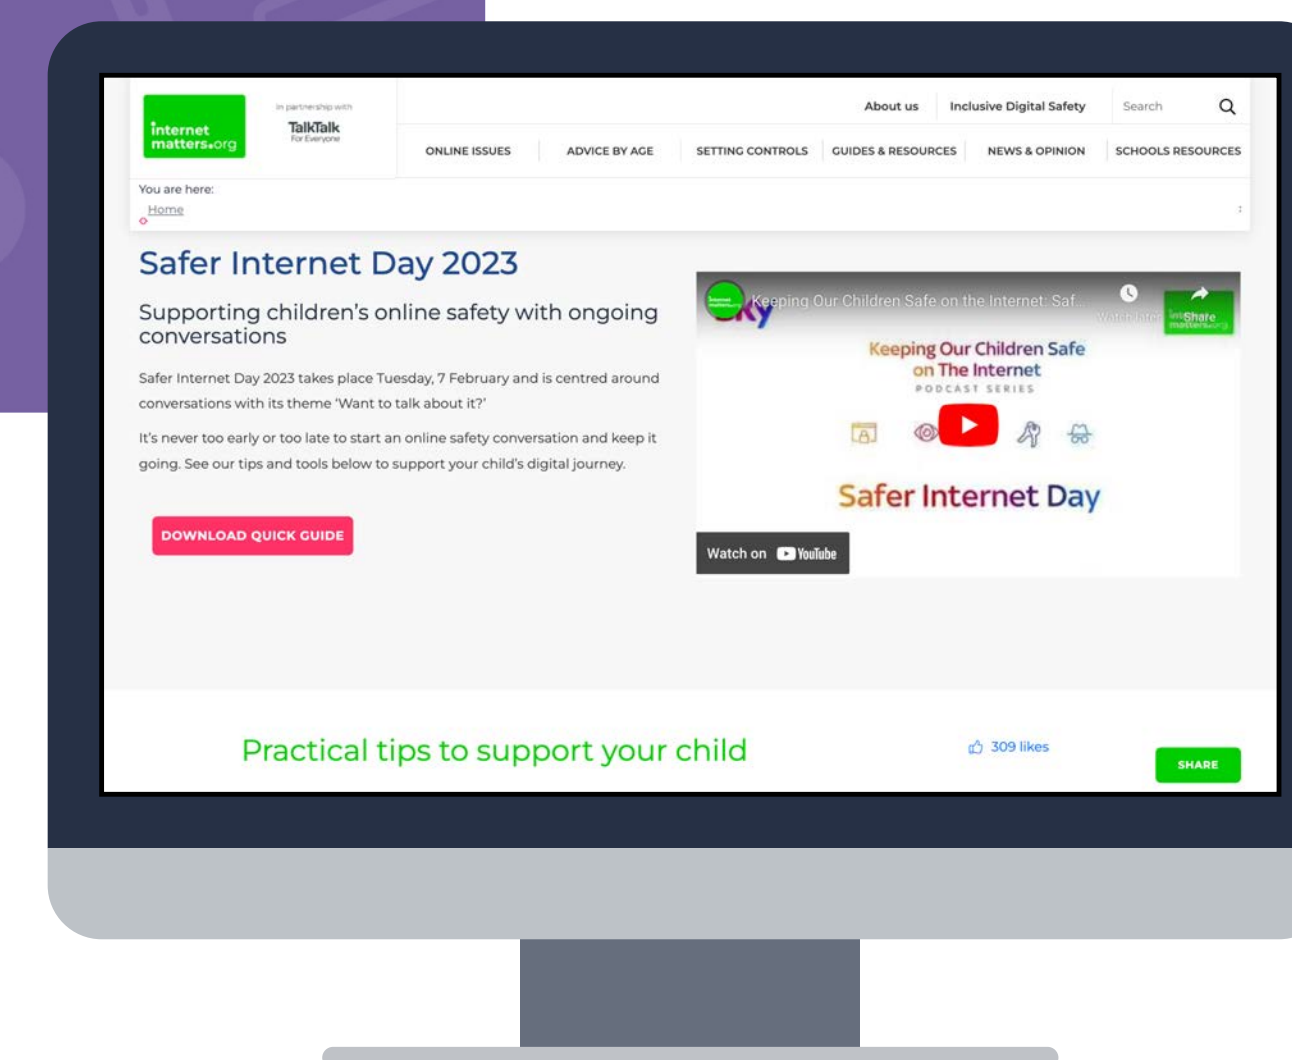 internet
matters.org
in partnership with
TalkTalk
For Everyone
About us
Inclusive Digital Safety
Search
ONLINE ISSUES
ADVICE BY AGE
SETTING CONTROLS
GUIDES & RESOURCES
NEWS & OPINION
SCHOOLS RESOURCES
You are here:
Home
Safer Internet Day 2023
Supporting children’s online safety with ongoing
conversations
Safer Internet Day 2023 takes place Tuesday, 7 February and is centred around
conversations with its theme ‘Want to talk about it?’
It’s never too early or too late to start an online safety conversation and keep it
going. See our tips and tools below to support your child’s digital journey.
DOWNLOAD QUICK GUIDE
Keeping Our Children Safe on the Internet: Saf...
sky
Watch later
Share
internet
matters.org
Keeping Our Children Safe
on The Internet
PODCAST SERIES
Safer Internet Day
Watch on YouTube
Practical tips to support your child
309 likes
SHARE